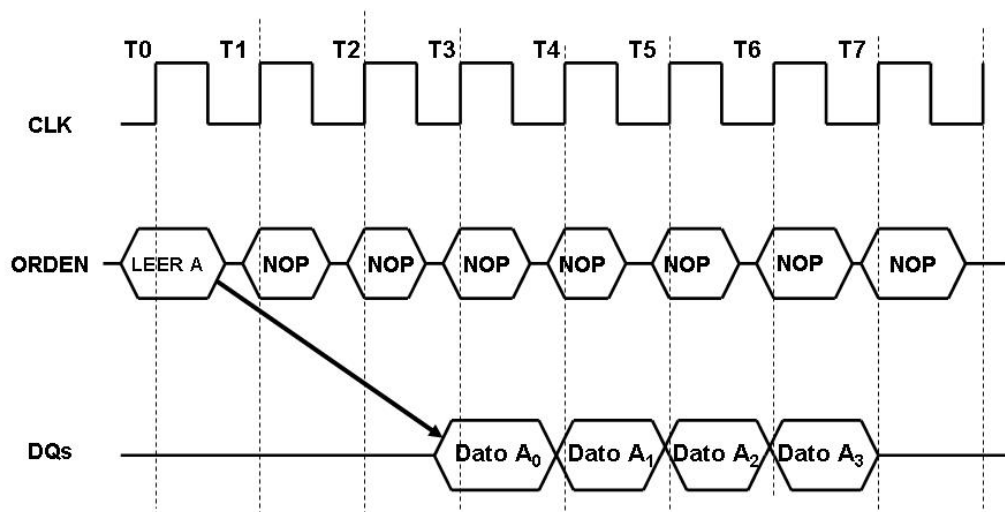 T0 T1 T2 T3 T4 T5 T6 T7
CLK
ORDEN LEER A NOP NOP NOP NOP NOP NOP NOP
DQs Dato A₀ Dato A₁ Dato A₂ Dato A₃